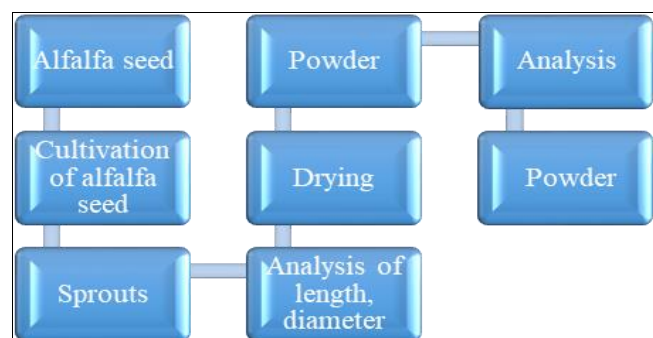 Alfalfa seed
Cultivation
of alfalfa
seed
Sprouts
Analysis of
length,
diameter
Drying
Powder
Analysis
Powder